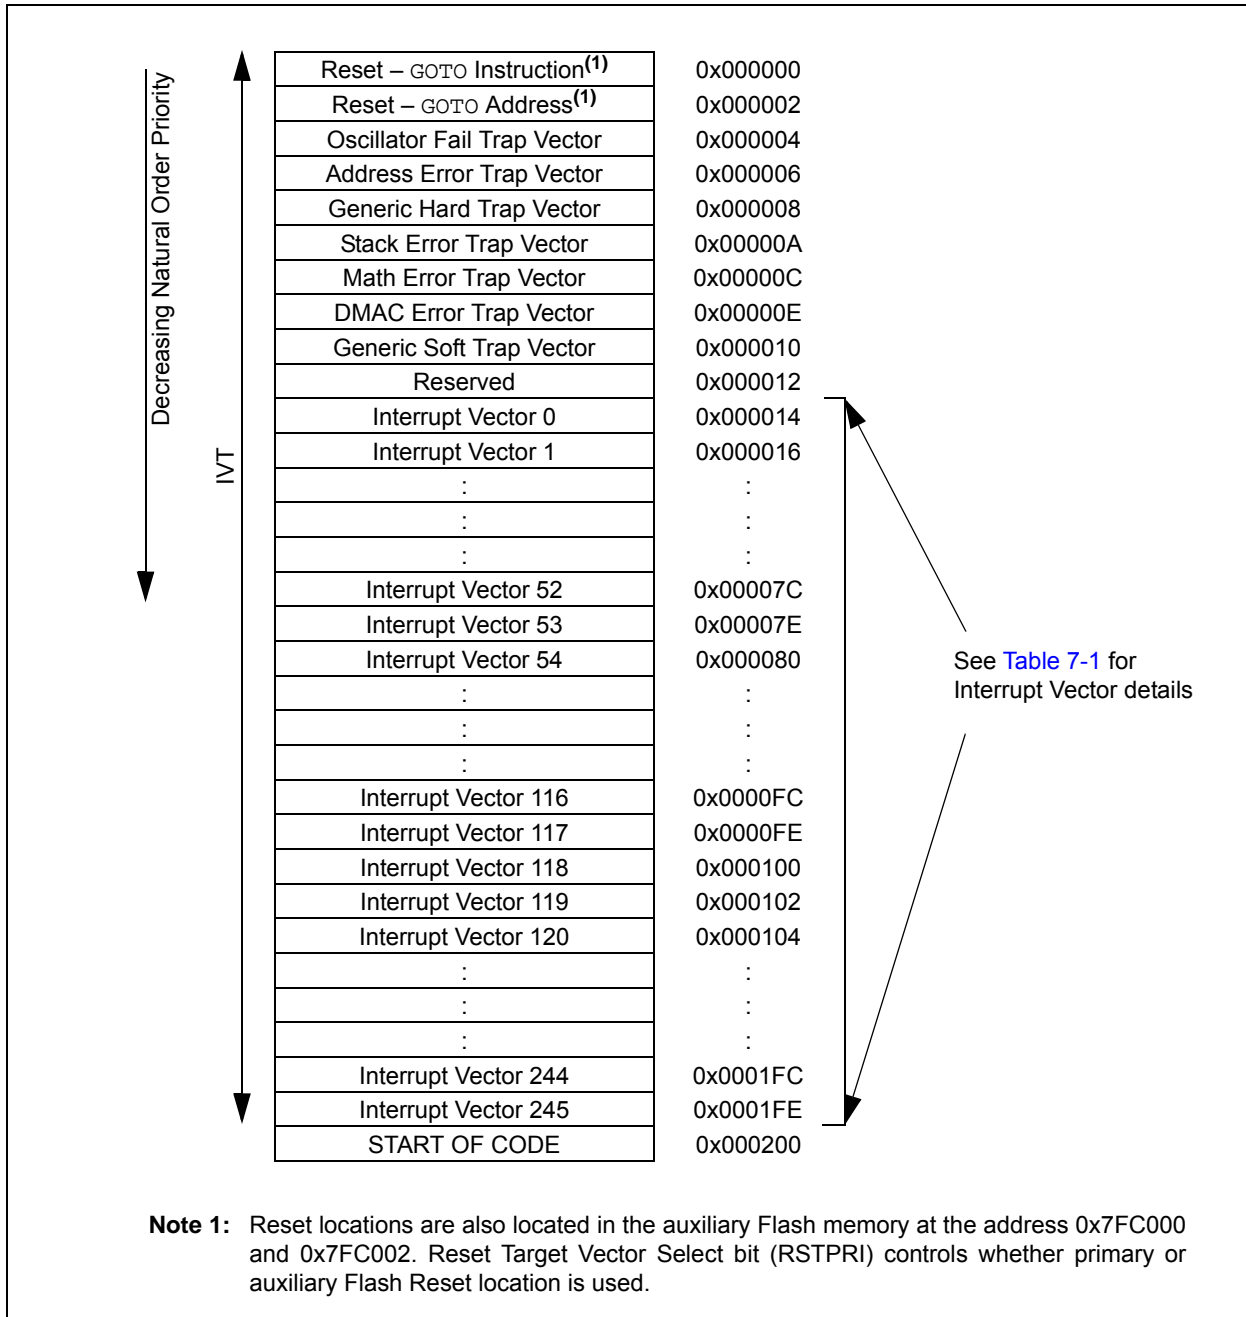 Decreasing Natural Order Priority
IVT
Reset – GOTO Instruction(1) 0x000000
Reset – GOTO Address(1) 0x000002
Oscillator Fail Trap Vector 0x000004
Address Error Trap Vector 0x000006
Generic Hard Trap Vector 0x000008
Stack Error Trap Vector 0x00000A
Math Error Trap Vector 0x00000C
DMAC Error Trap Vector 0x00000E
Generic Soft Trap Vector 0x000010
Reserved 0x000012
Interrupt Vector 0 0x000014
Interrupt Vector 1 0x000016
: :
: :
: :
Interrupt Vector 52 0x00007C
Interrupt Vector 53 0x00007E
Interrupt Vector 54 0x000080
: :
: :
: :
Interrupt Vector 116 0x0000FC
Interrupt Vector 117 0x0000FE
Interrupt Vector 118 0x000100
Interrupt Vector 119 0x000102
Interrupt Vector 120 0x000104
: :
: :
: :
Interrupt Vector 244 0x0001FC
Interrupt Vector 245 0x0001FE
START OF CODE 0x000200
See Table 7-1 for
Interrupt Vector details
Note 1: Reset locations are also located in the auxiliary Flash memory at the address 0x7FC000
and 0x7FC002. Reset Target Vector Select bit (RSTPRI) controls whether primary or
auxiliary Flash Reset location is used.